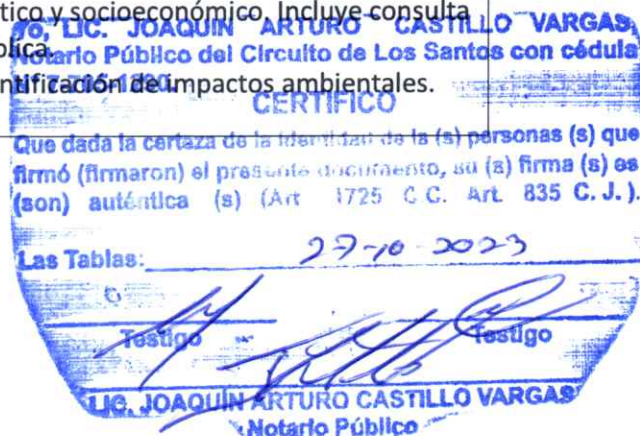 tico y socioeconómico. Incluye consulta
YO, LIC. JOAQUÍN ARTURO CASTILLO VARGAS,
Notario Público del Circuito de Los Santos con cédula
ntificación de impactos ambientales.
CERTIFICO
Que dada la certeza de la identidad de la (s) personas (s) que
firmó (firmaron) el presente documento, su (s) firma (s) es
(son) auténtica (s) (Art 1725 C.C. Art. 835 C.J.).
Las Tablas: 27-10-2023
Testigo Testigo
LIC. JOAQUÍN ARTURO CASTILLO VARGAS
Notario Público